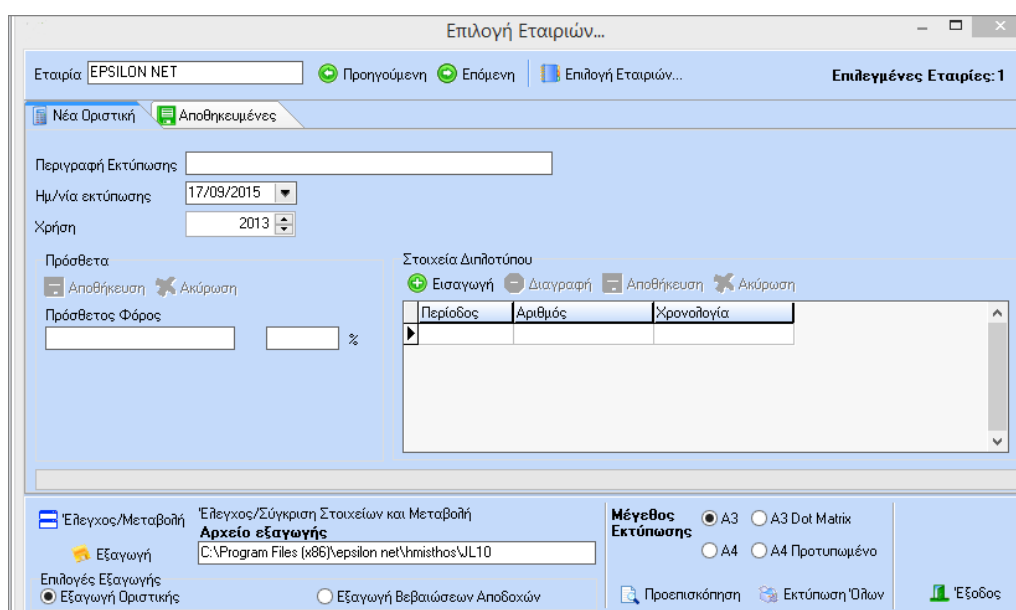 Επιλογή Εταιριών...
Εταιρία EPSILON NET Προηγούμενη Επόμενη Επιλογή Εταιριών... Επιλεγμένες Εταιρίες:1
Νέα Οριστική Αποθηκευμένες
Περιγραφή Εκτύπωσης
Ημ/νία εκτύπωσης 17/09/2015
Χρήση 2013
Πρόσθετα Στοιχεία Διπλοτύπου
Αποθήκευση Ακύρωση Εισαγωγή Διαγραφή Αποθήκευση Ακύρωση
Πρόσθετος Φόρος Περίοδος Αριθμός Χρονολογία
%
Έλεγχος/Μεταβολή Έλεγχος/Σύγκριση Στοιχείων και Μεταβολή Μέγεθος Εκτύπωσης A3 A3 Dot Matrix
Αρχείο εξαγωγής
Εξαγωγή C:\Program Files (x86)\epsilon net\hmisthos\JL10 A4 A4 Προτυπωμένο
Επιλογές Εξαγωγής
Εξαγωγή Οριστικής Εξαγωγή Βεβαιώσεων Αποδοχών Προεπισκόπηση Εκτύπωση Όλων Έξοδος